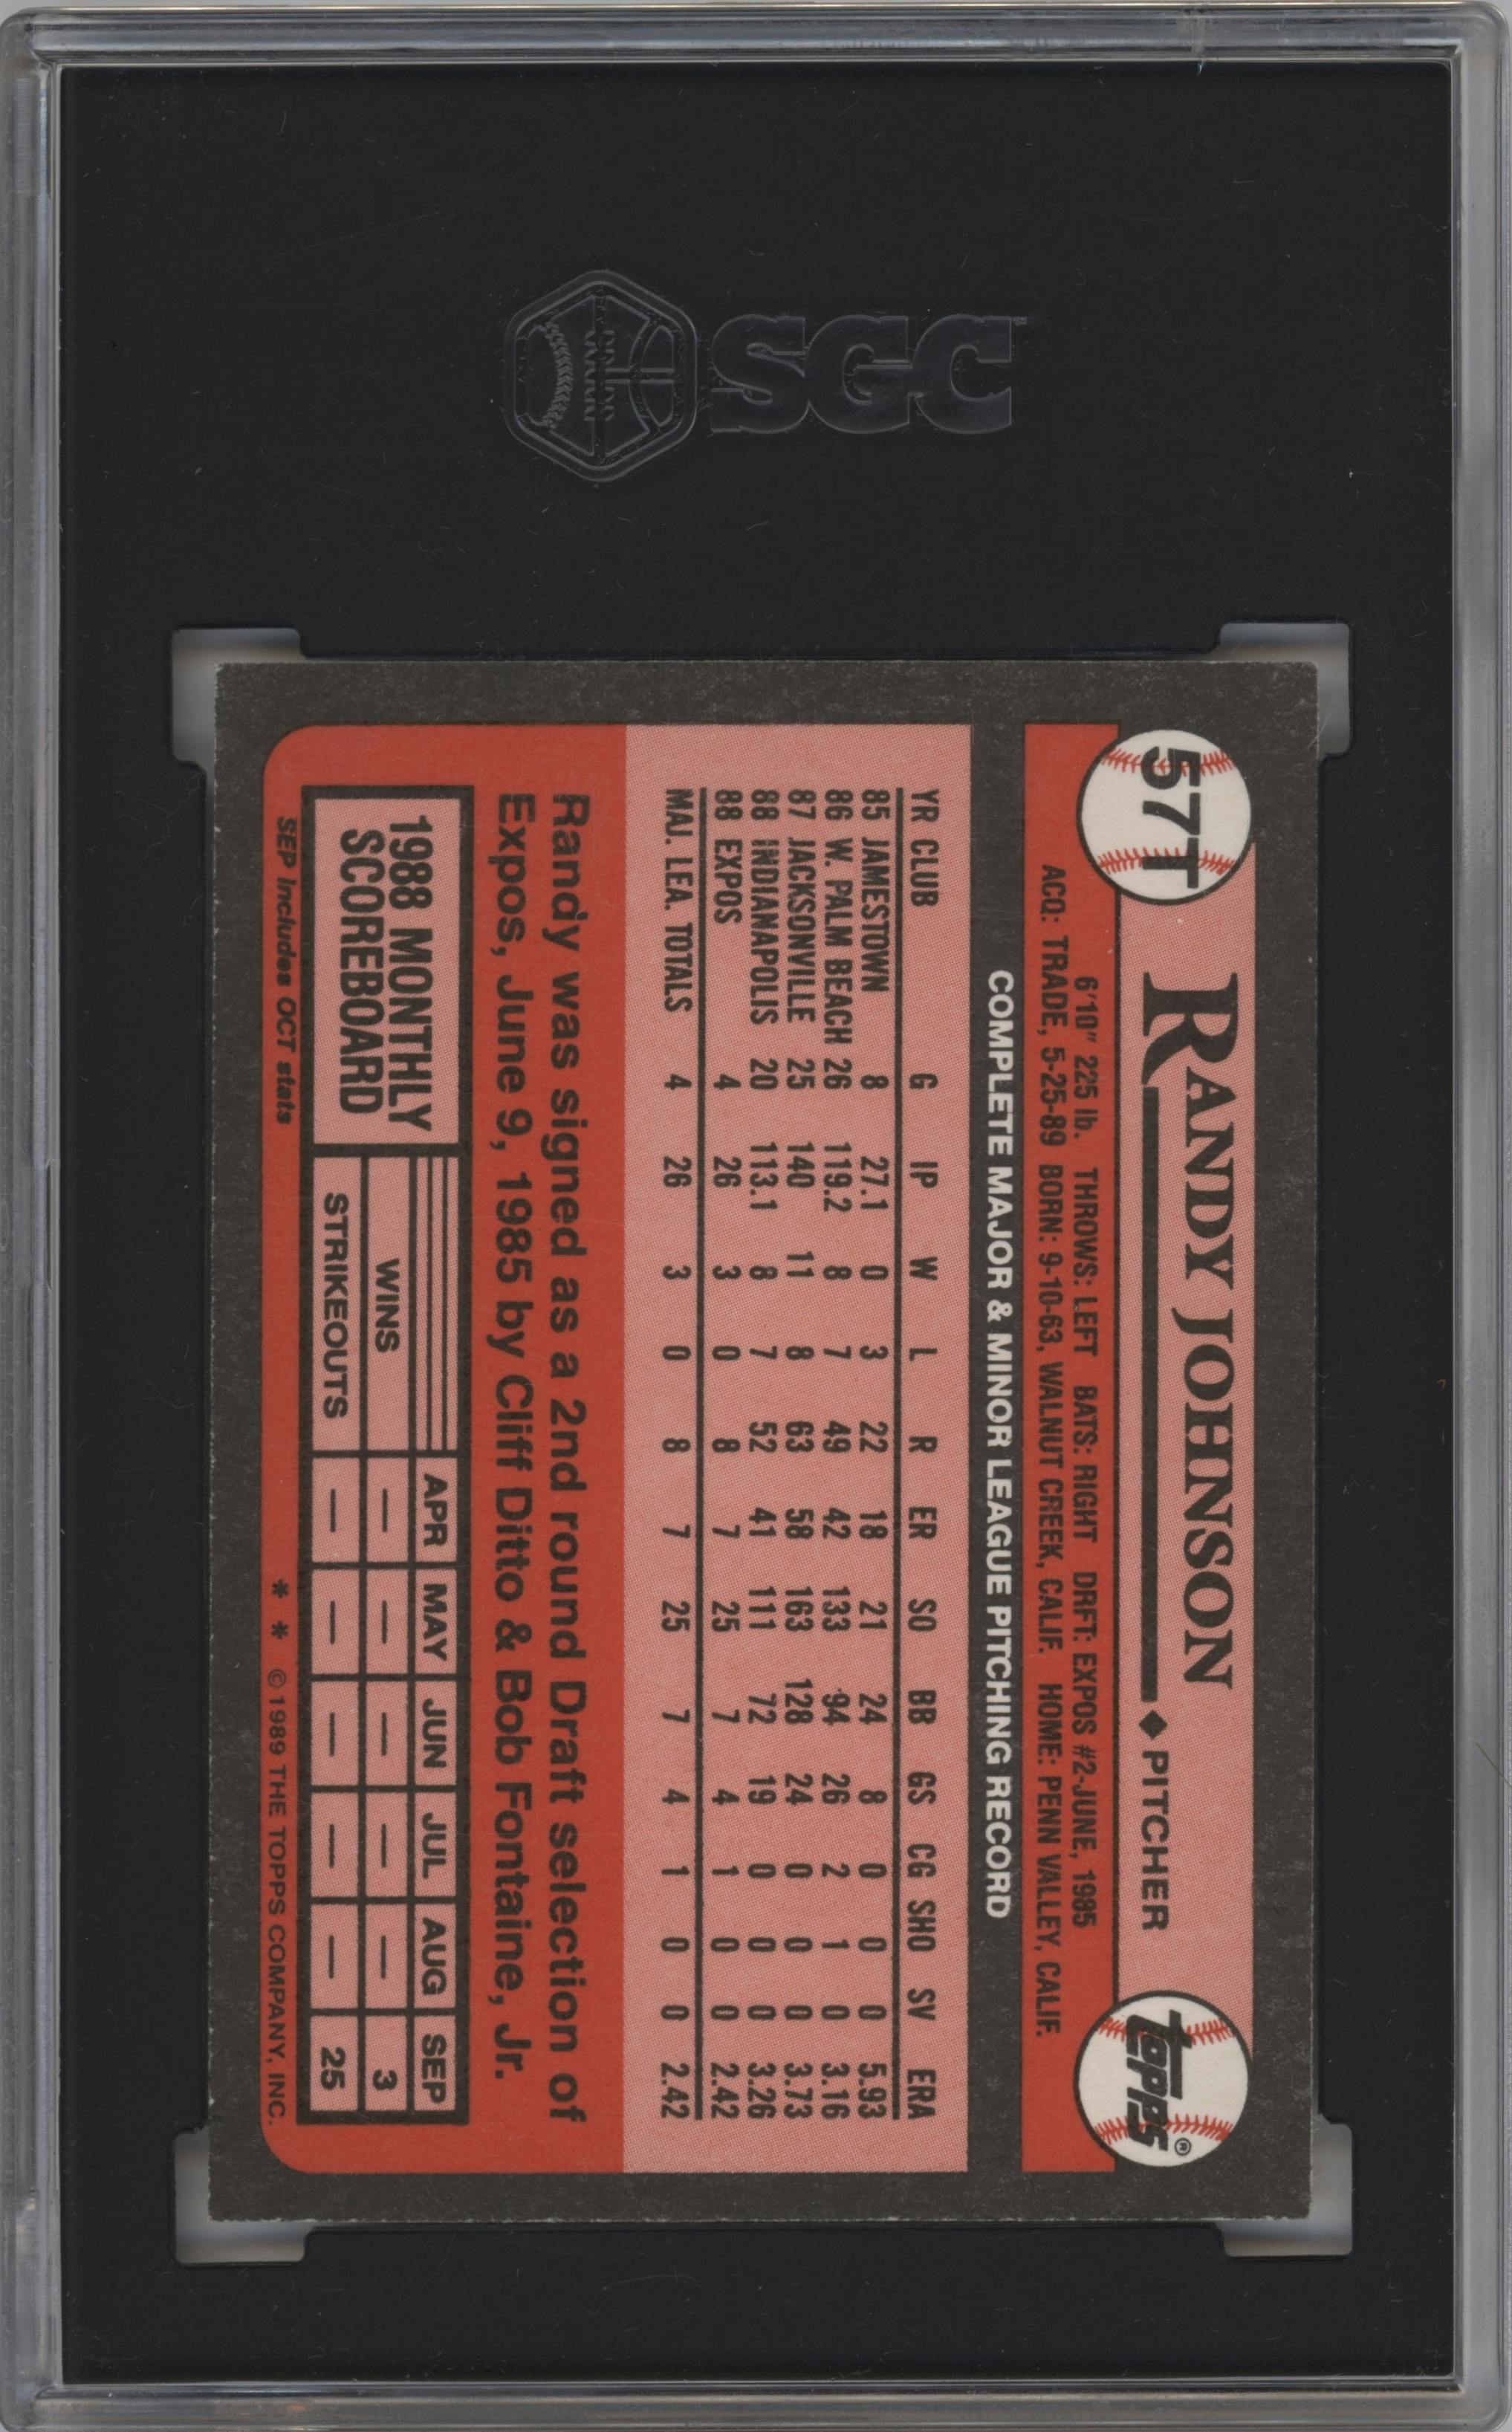 SGC
57T
RANDY JOHNSON ◆ PITCHER
topps®
6'10" 225 lb. THROWS: LEFT BATS: RIGHT DRFT: EXPOS #2-JUNE, 1985
ACQ: TRADE, 5-25-89 BORN: 9-10-63, WALNUT CREEK, CALIF. HOME: PENN VALLEY, CALIF.
COMPLETE MAJOR & MINOR LEAGUE PITCHING RECORD
YR CLUB G IP W L R ER SO BB GS CG SHO SV ERA
85 JAMESTOWN 8 27.1 0 3 22 18 21 24 8 0 0 0 5.93
86 W. PALM BEACH 26 119.2 8 7 49 42 133 94 26 2 1 0 3.16
87 JACKSONVILLE 25 140 11 8 63 58 163 128 24 0 0 0 3.73
88 INDIANAPOLIS 20 113.1 8 7 52 41 111 72 19 0 0 0 3.26
88 EXPOS 4 26 3 0 8 7 25 7 4 1 0 0 2.42
MAJ. LEA. TOTALS 4 26 3 0 8 7 25 7 4 1 0 0 2.42
Randy was signed as a 2nd round Draft selection of
Expos, June 9, 1985 by Cliff Ditto & Bob Fontaine, Jr.
1988 MONTHLY
SCOREBOARD
APR MAY JUN JUL AUG SEP
WINS — — — — — 3
STRIKEOUTS — — — — — 25
SEP Includes OCT stats
* * © 1989 THE TOPPS COMPANY, INC.